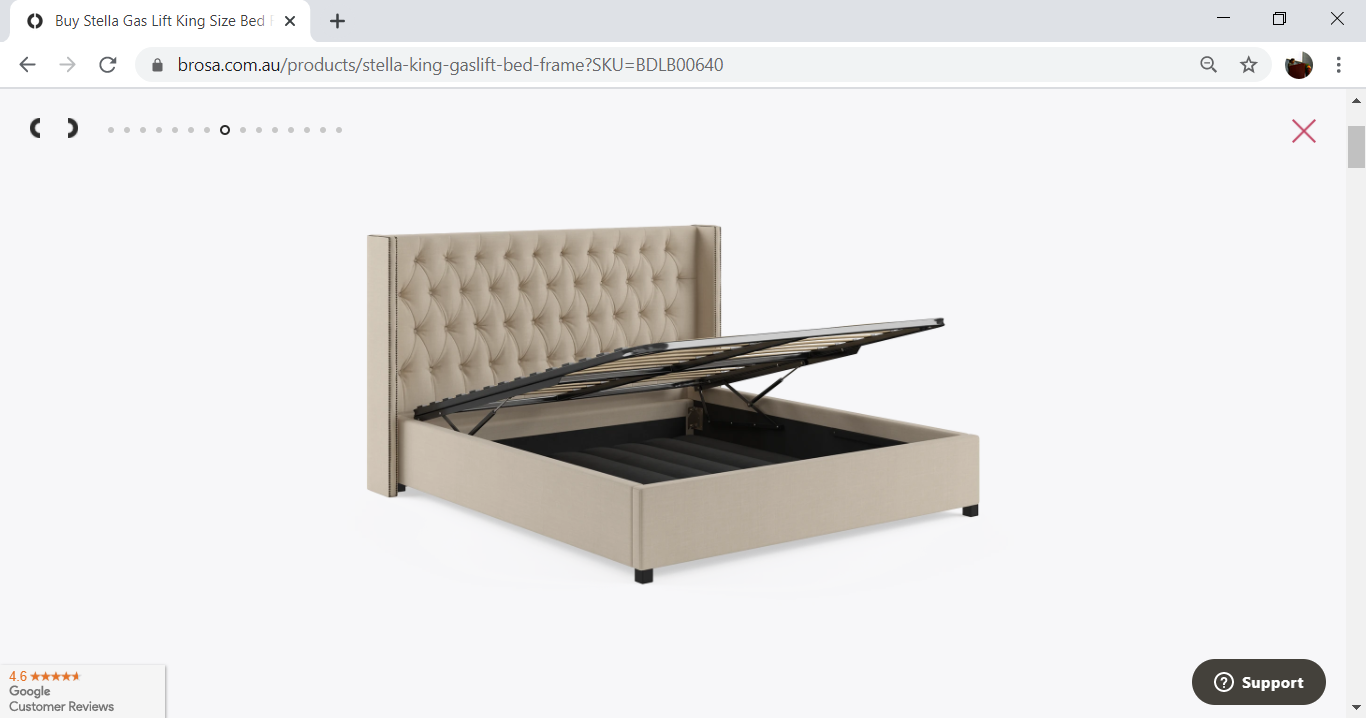 Buy Stella Gas Lift King Size Bed F
brosa.com.au/products/stella-king-gaslift-bed-frame?SKU=BDLB00640
4.6 ★★★★★
Google
Customer Reviews
? Support